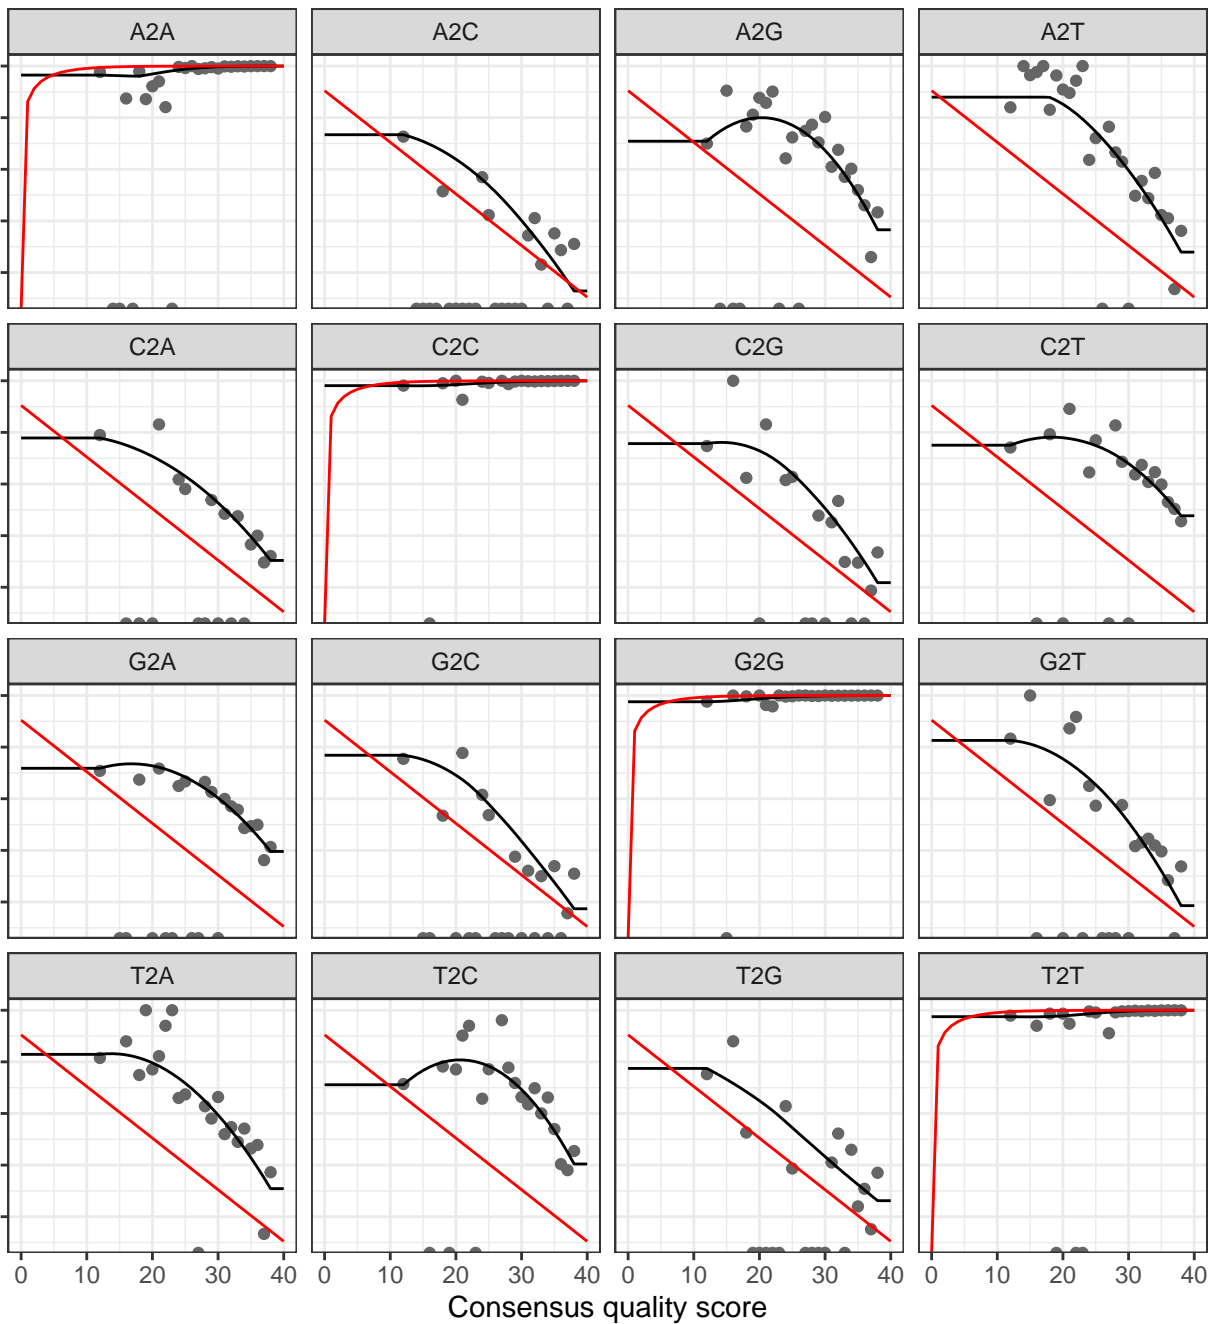 A2A A2C A2G A2T
C2A C2C C2G C2T
G2A G2C G2G G2T
T2A T2C T2G T2T
0 10 20 30 40 0 10 20 30 40 0 10 20 30 40 0 10 20 30 40
Consensus quality score